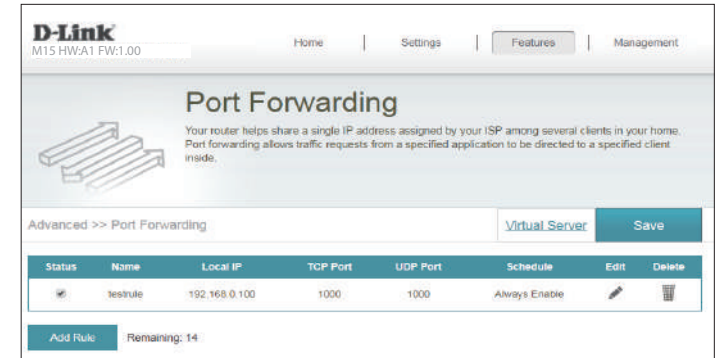 D-Link
M15 HW:A1 FW:1.00
Home | Settings | Features | Management
Port Forwarding
Your router helps share a single IP address assigned by your ISP among several clients in your home.
Port forwarding allows traffic requests from a specified application to be directed to a specified client
inside.
Advanced >> Port Forwarding
Virtual Server
Save
Status Name Local IP TCP Port UDP Port Schedule Edit Delete
testrule 192.168.0.100 1000 1000 Always Enable
Add Rule Remaining: 14